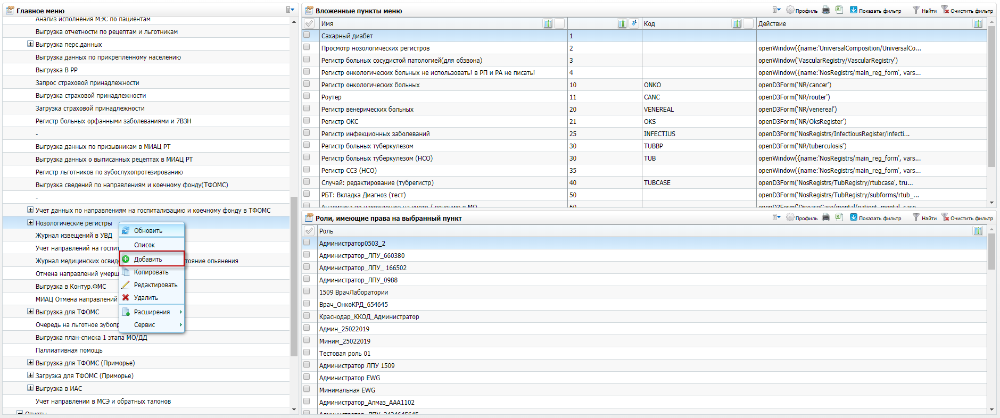 Главное меню
Анализ исполнения МЭС по пациентам
Выгрузка отчетности по рецептам и льготникам
Выгрузка перс.данных
Выгрузка данных по прикрепленному населению
Выгрузка В РР
Запрос страховой принадлежности
Выгрузка страховой принадлежности
Загрузка страховой принадлежности
Регистр больных орфанными заболеваниями и 7ВЗН
-
Выгрузка данных по призывникам в МИАЦ РТ
Выгрузка данных о выписанных рецептах в МИАЦ РТ
Регистр льготников по зубослухопротезированию
Выгрузка сведений по направлениям и коечному фонду(ТФОМС)
-
Учет данных по направлениям на госпитализацию и коечному фонду в ТФОМС
Нозологические регистры
Журнал извещений в УВД
Учет направлений на госпит
Журнал медицинских освиде тояние опьянения
Отмена направлений умерш
Выгрузка в Контур.ФМС
МИАЦ Отмена направлений
Выгрузка для ТФОМС
Очередь на льготное зубопр
Выгрузка план-списка 1 этапа МО/ДД
Паллиативная помощь
Выгрузка для ТФОМС (Приморье)
Загрузка для ТФОМС (Приморье)
Выгрузка в ИАС
Учет направлении в МСЭ и обратных талонов
Отчеты
Обновить
Список
Добавить
Копировать
Редактировать
Удалить
Расширения
Сервис
Вложенные пункты меню
Профиль Показать фильтр Найти Очистить фильтр
Имя Код Действие
Сахарный диабет 1
Просмотр нозологических регистров 2 openWindow({name:'UniversalComposition/UniversalCo...
Регистр больных сосудистой патологией(для обзвона) 3 openWindow('VascularRegistry/VascularRegistry')
Регистр онкологических больных не использовать! в РП и РА не писать! 4 openWindow({name:'NosRegistrs/main_reg_form', vars...
Регистр онкологических больных 10 ONKO openD3Form('NR/cancer')
Роутер 11 CANC openD3Form('NR/router')
Регистр венерических больных 20 VENEREAL openD3Form('NR/venereal')
Регистр ОКС 21 OKS openD3Form('NR/OksRegister')
Регистр инфекционных заболеваний 25 INFECTIUS openD3Form('NosRegistrs/InfectiousRegister/infecti...
Регистр больных туберкулезом 30 TUBBP openD3Form('NR/tuberculosis')
Регистр больных туберкулезом (НСО) 30 TUB openWindow({name:'NosRegistrs/main_reg_form', vars...
Регистр ССЗ (НСО) 35 openWindow({name:'NosRegistrs/main_reg_form', vars...
Случай: редактирование (тубрегистр) 40 TUBCASE openD3Form('NosRegistrs/TubRegistry/rtubcase', tru...
РБТ: Вкладка Диагноз (тест) 50 openD3Form('NosRegistrs/TubRegistry/subforms/rtub_...
Аналитика по нахождению на учете / лечению в МО 60 openD3Form('DiseaseCase/mental/patient_mental_case
Роли, имеющие права на выбранный пункт
Профиль Показать фильтр Найти Очистить фильтр
Роль
Администратор0503_2
Администратор_ЛПУ_660380
Администратор_ЛПУ_ 166502
Администратор_ЛПУ_0988
1509 ВрачЛаборатории
Врач_ОнкоКРД_654645
Краснодар_ККОД_Администратор
Админ_25022019
Миним_25022019
Тестовая роль 01
Администратор ЛПУ 1509
Администратор EWG
Минимальная EWG
Администратор_Алмаз_ААА1102
Администратор_ЛПУ_2424645645